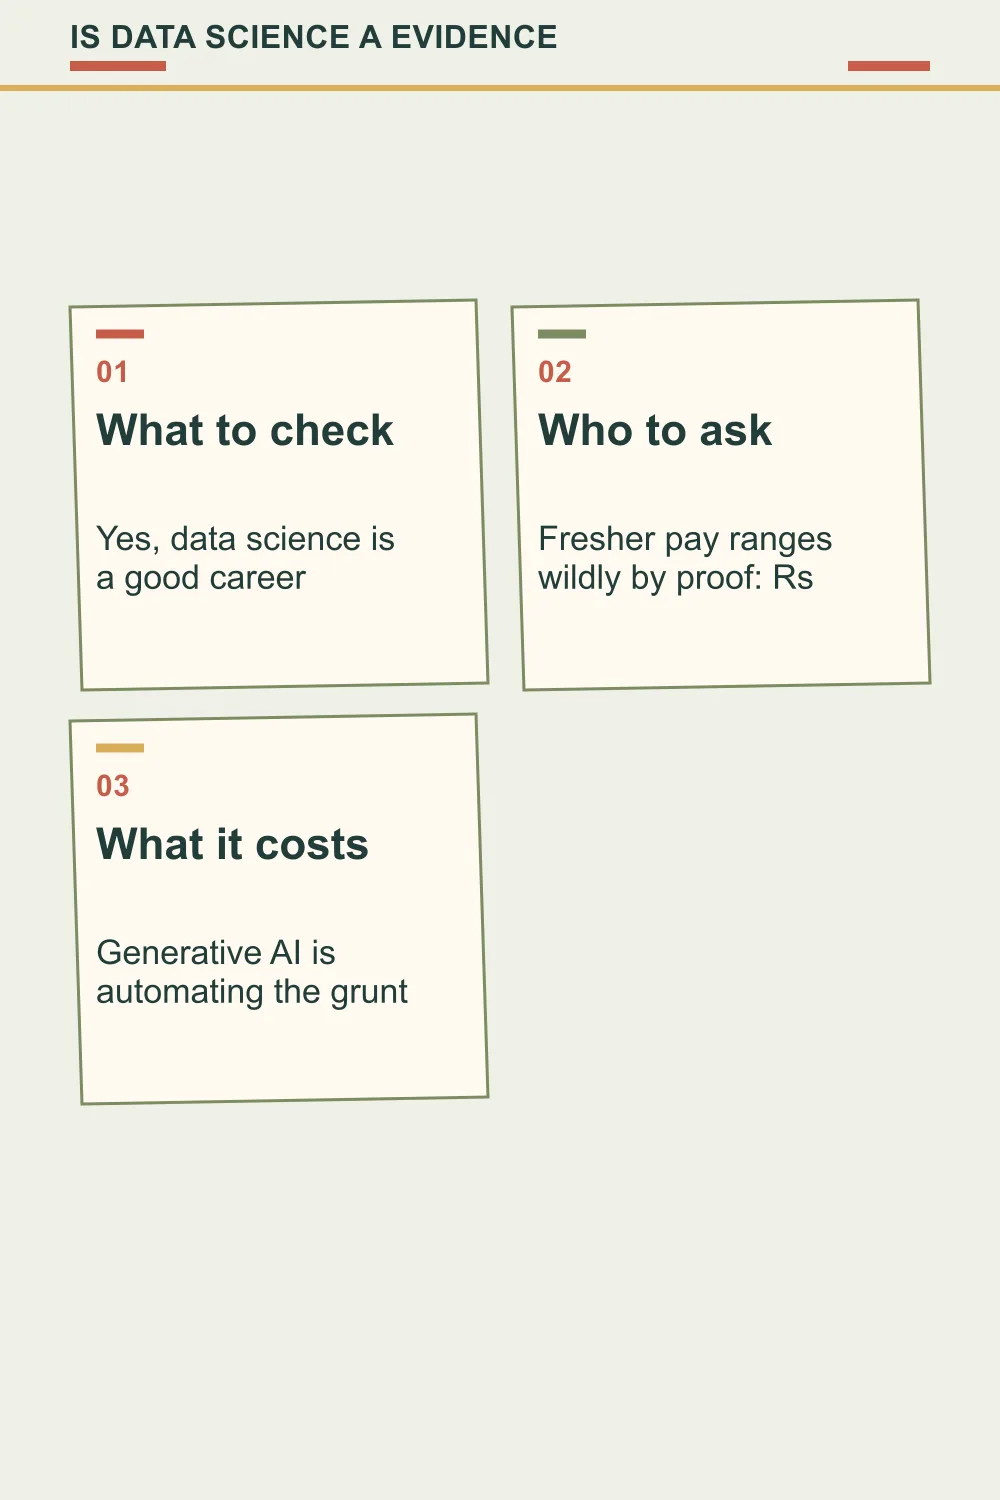 IS DATA SCIENCE A EVIDENCE
01
What to check
Yes, data science is
a good career
02
Who to ask
Fresher pay ranges
wildly by proof: Rs
03
What it costs
Generative AI is
automating the grunt